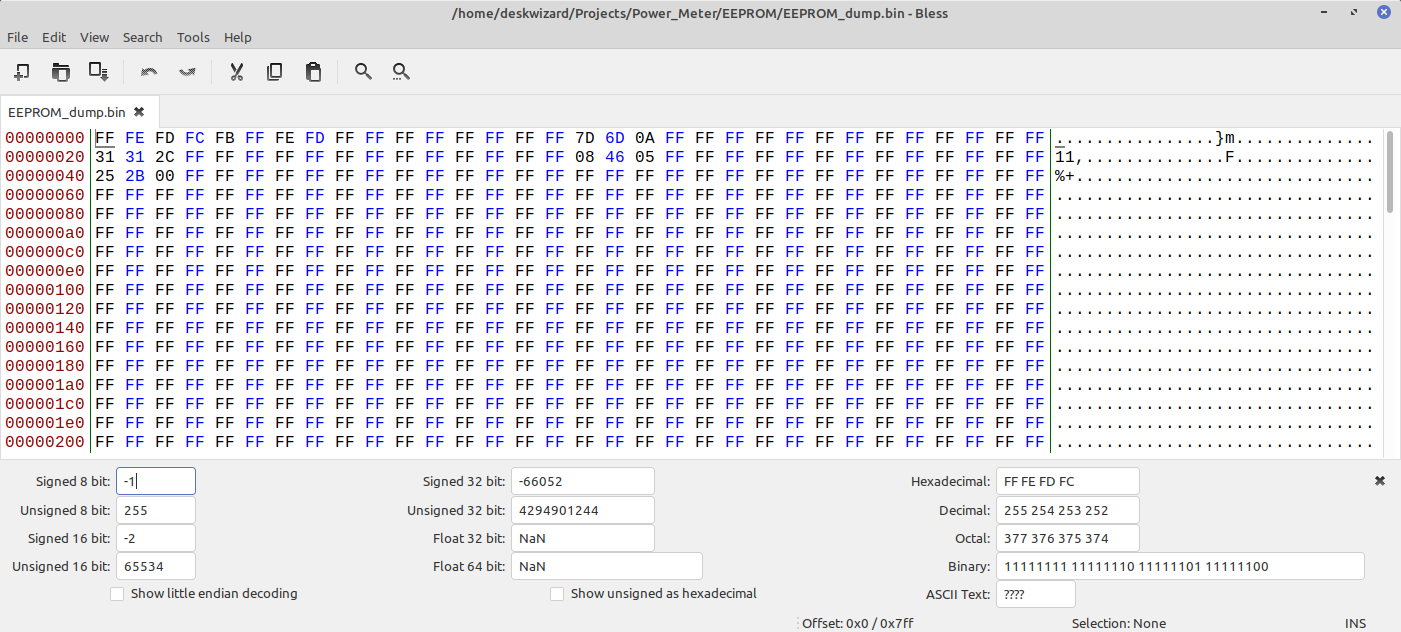 /home/deskwizard/Projects/Power_Meter/EEPROM/EEPROM_dump.bin - Bless
File Edit View Search Tools Help
EEPROM_dump.bin
00000000 FF FE FD FC FB FF FE FD FF FF FF FF FF FF FF FF 7D 6D 0A FF FF FF FF FF FF FF FF FF FF FF FF FF ................}m..............
00000020 31 31 2C FF FF FF FF FF FF FF FF FF FF FF FF FF 08 46 05 FF FF FF FF FF FF FF FF FF FF FF FF FF 11,..............F..............
00000040 25 2B 00 FF FF FF FF FF FF FF FF FF FF FF FF FF FF FF FF FF FF FF FF FF FF FF FF FF FF FF FF FF %+..............................
00000060 FF FF FF FF FF FF FF FF FF FF FF FF FF FF FF FF FF FF FF FF FF FF FF FF FF FF FF FF FF FF FF FF ................................
00000080 FF FF FF FF FF FF FF FF FF FF FF FF FF FF FF FF FF FF FF FF FF FF FF FF FF FF FF FF FF FF FF FF ................................
000000a0 FF FF FF FF FF FF FF FF FF FF FF FF FF FF FF FF FF FF FF FF FF FF FF FF FF FF FF FF FF FF FF FF ................................
000000c0 FF FF FF FF FF FF FF FF FF FF FF FF FF FF FF FF FF FF FF FF FF FF FF FF FF FF FF FF FF FF FF FF ................................
000000e0 FF FF FF FF FF FF FF FF FF FF FF FF FF FF FF FF FF FF FF FF FF FF FF FF FF FF FF FF FF FF FF FF ................................
00000100 FF FF FF FF FF FF FF FF FF FF FF FF FF FF FF FF FF FF FF FF FF FF FF FF FF FF FF FF FF FF FF FF ................................
00000120 FF FF FF FF FF FF FF FF FF FF FF FF FF FF FF FF FF FF FF FF FF FF FF FF FF FF FF FF FF FF FF FF ................................
00000140 FF FF FF FF FF FF FF FF FF FF FF FF FF FF FF FF FF FF FF FF FF FF FF FF FF FF FF FF FF FF FF FF ................................
00000160 FF FF FF FF FF FF FF FF FF FF FF FF FF FF FF FF FF FF FF FF FF FF FF FF FF FF FF FF FF FF FF FF ................................
00000180 FF FF FF FF FF FF FF FF FF FF FF FF FF FF FF FF FF FF FF FF FF FF FF FF FF FF FF FF FF FF FF FF ................................
000001a0 FF FF FF FF FF FF FF FF FF FF FF FF FF FF FF FF FF FF FF FF FF FF FF FF FF FF FF FF FF FF FF FF ................................
000001c0 FF FF FF FF FF FF FF FF FF FF FF FF FF FF FF FF FF FF FF FF FF FF FF FF FF FF FF FF FF FF FF FF ................................
000001e0 FF FF FF FF FF FF FF FF FF FF FF FF FF FF FF FF FF FF FF FF FF FF FF FF FF FF FF FF FF FF FF FF ................................
00000200 FF FF FF FF FF FF FF FF FF FF FF FF FF FF FF FF FF FF FF FF FF FF FF FF FF FF FF FF FF FF FF FF ................................
Signed 8 bit: -1 Signed 32 bit: -66052 Hexadecimal: FF FE FD FC
Unsigned 8 bit: 255 Unsigned 32 bit: 4294901244 Decimal: 255 254 253 252
Signed 16 bit: -2 Float 32 bit: NaN Octal: 377 376 375 374
Unsigned 16 bit: 65534 Float 64 bit: NaN Binary: 11111111 11111110 11111101 11111100
Show little endian decoding Show unsigned as hexadecimal ASCII Text: ????
Offset: 0x0 / 0x7ff Selection: None INS